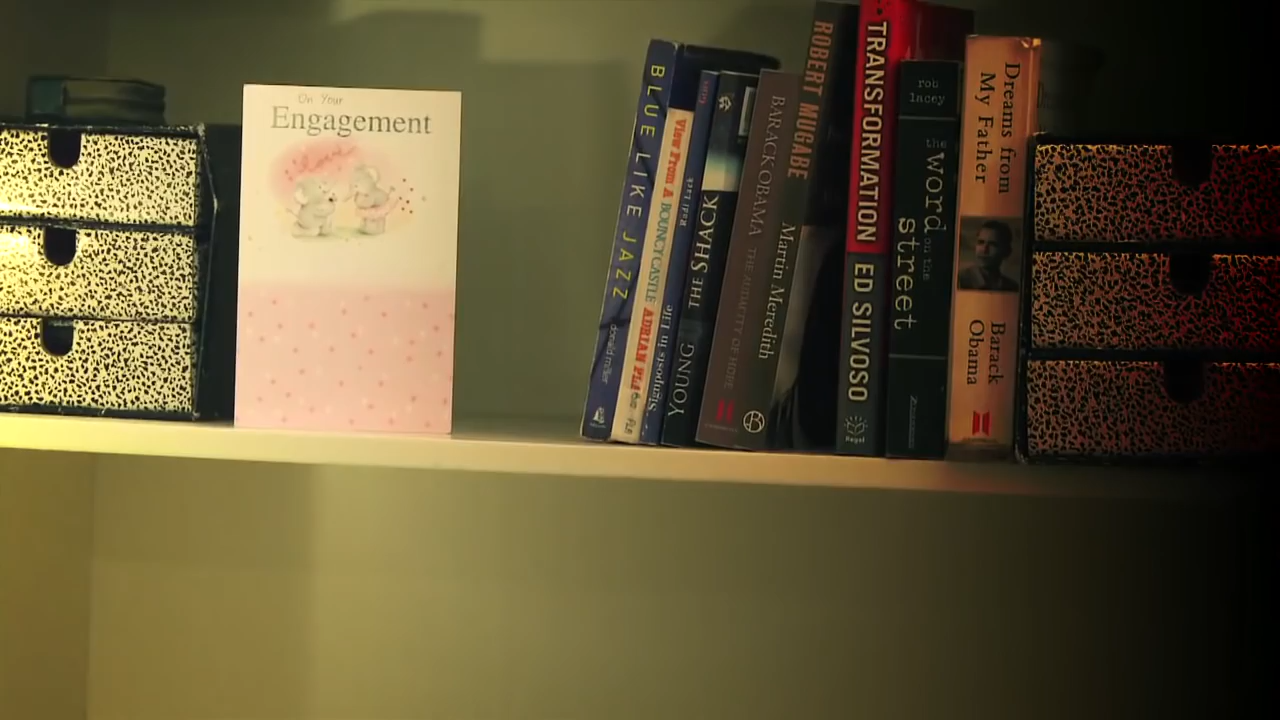 On Your
Engagement
love
BLUE LIKE JAZZ
donald miller
View From A BOUNCY CASTLE ADRIAN PLASS
Signposts in Life
THE SHACK
YOUNG
BARACK OBAMA THE AUDACITY OF HOPE
ROBERT MUGABE
Martin Meredith
TRANSFORMATION
ED SILVOSO
Regal
rob
lacey
the word on the
street
Dreams from
My Father
Barack
Obama